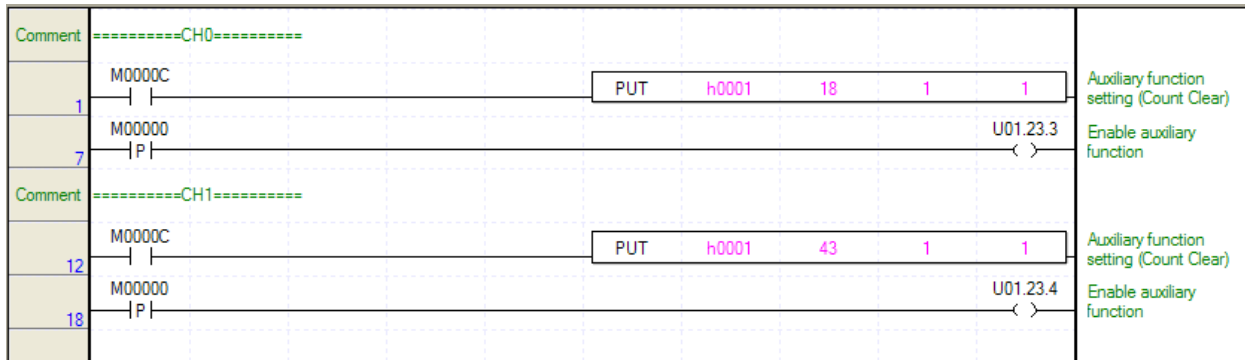 Comment ==========CH0==========
M0000C
1 PUT h0001 18 1 1 Auxiliary function
setting (Count Clear)
M00000 U01.23.3
7 P Enable auxiliary
function
Comment ==========CH1==========
M0000C
12 PUT h0001 43 1 1 Auxiliary function
setting (Count Clear)
M00000 U01.23.4
18 P Enable auxiliary
function